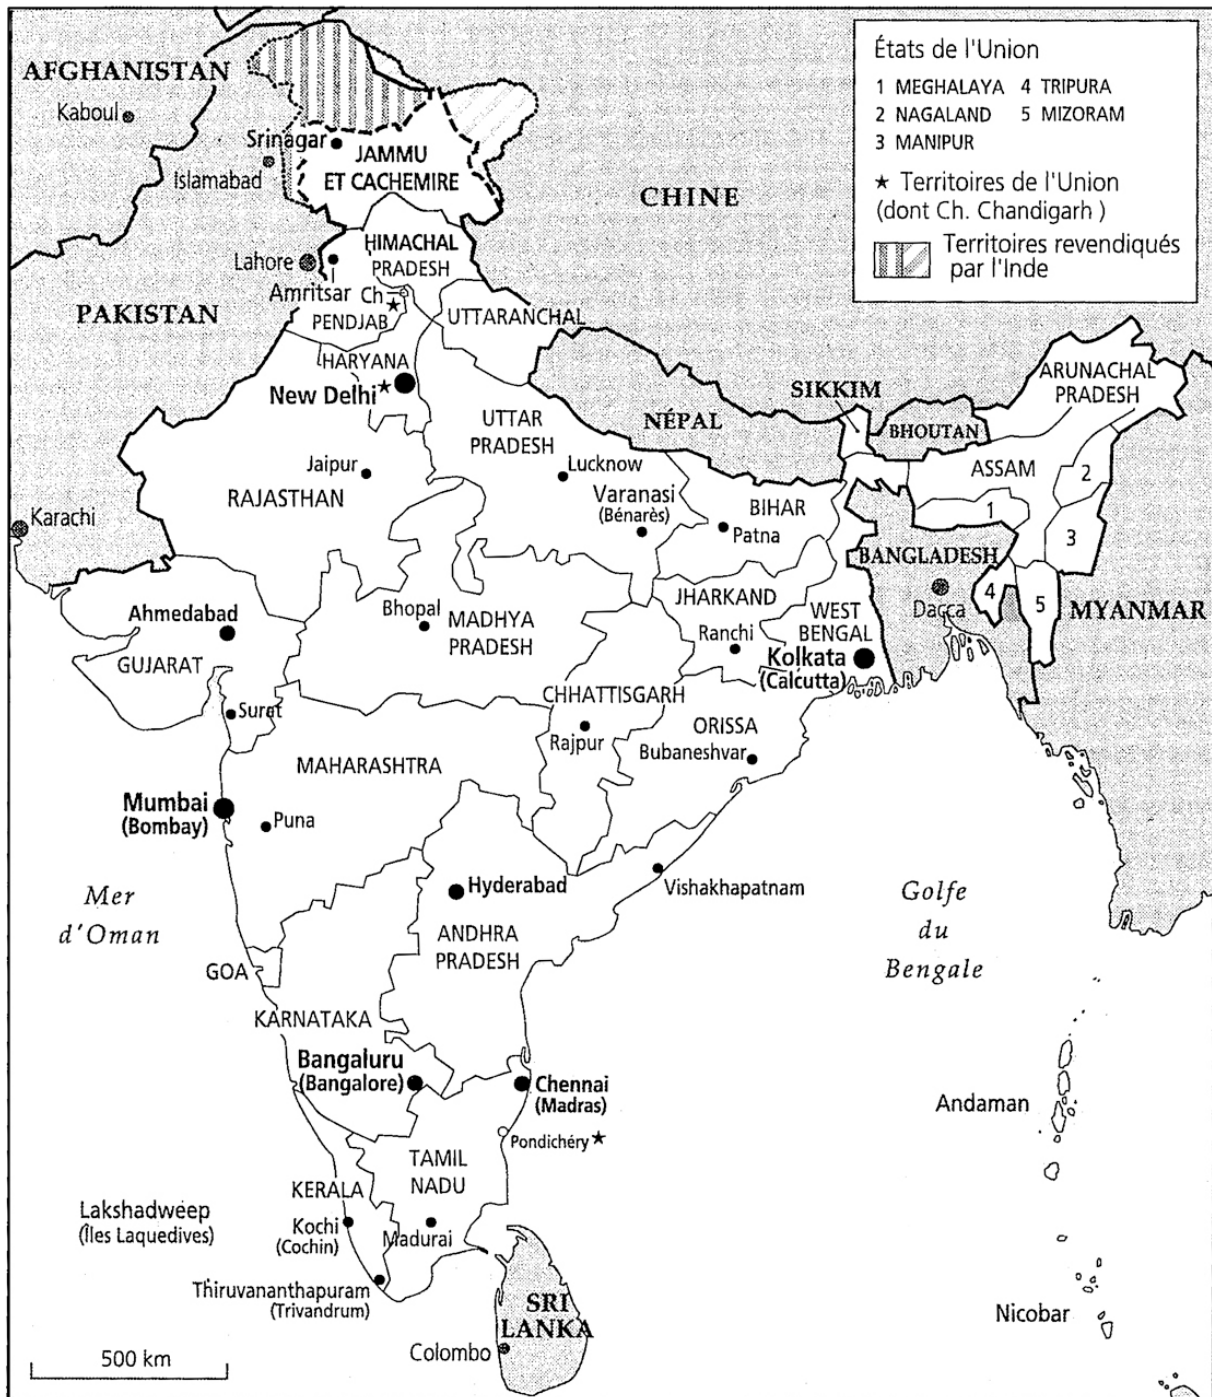 États de l'Union
1 MEGHALAYA 4 TRIPURA
2 NAGALAND 5 MIZORAM
3 MANIPUR
★ Territoires de l'Union
(dont Ch. Chandigarh )
Territoires revendiqués
par l'Inde
AFGHANISTAN
Kaboul
Srinagar
Islamabad
JAMMU
ET CACHEMIRE
CHINE
HIMACHAL
PRADESH
Lahore
Amritsar
Ch
★
PENDJAB
PAKISTAN
UTTARANCHAL
HARYANA
New Delhi★
SIKKIM
ARUNACHAL
PRADESH
NÉPAL
BHOUTAN
UTTAR
PRADESH
Jaipur
Lucknow
ASSAM
2
RAJASTHAN
Varanasi
(Bénarès)
BIHAR
Patna
1
3
Karachi
BANGLADESH
Dacca
4
5
MYANMAR
Ahmedabad
GUJARAT
Bhopal
MADHYA
PRADESH
JHARKAND
Ranchi
WEST
BENGAL
Kolkata
(Calcutta)
Surat
CHHATTISGARH
Rajpur
ORISSA
Bubaneshvar
MAHARASHTRA
Mumbai
(Bombay)
Puna
Hyderabad
Vishakhapatnam
Mer
d'Oman
Golfe
du
Bengale
ANDHRA
PRADESH
GOA
KARNATAKA
Bangaluru
(Bangalore)
Chennai
(Madras)
Andaman
Pondichéry★
TAMIL
NADU
KERALA
Lakshadweep
(Îles Laquedives)
Kochi
(Cochin)
Madurai
Thiruvananthapuram
(Trivandrum)
SRI
LANKA
Nicobar
Colombo
500 km